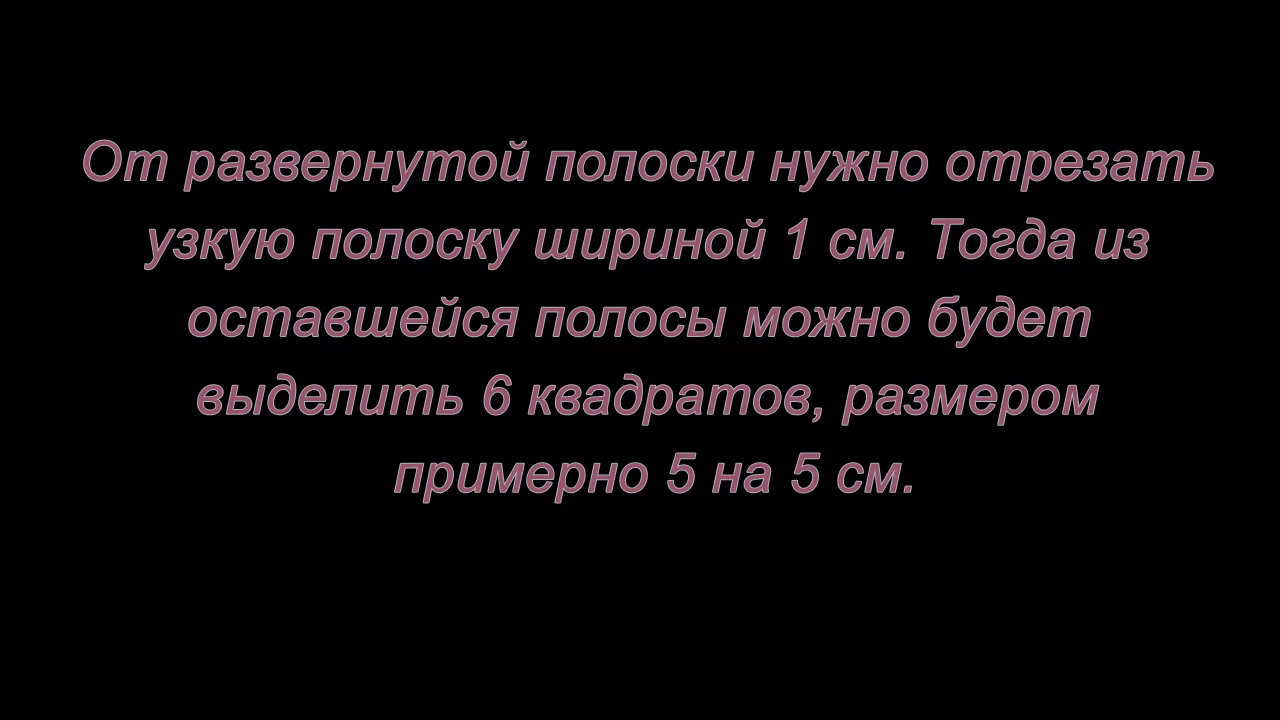 От развернутой полоски нужно отрезать
узкую полоску шириной 1 см. Тогда из
оставшейся полосы можно будет
выделить 6 квадратов, размером
примерно 5 на 5 см.